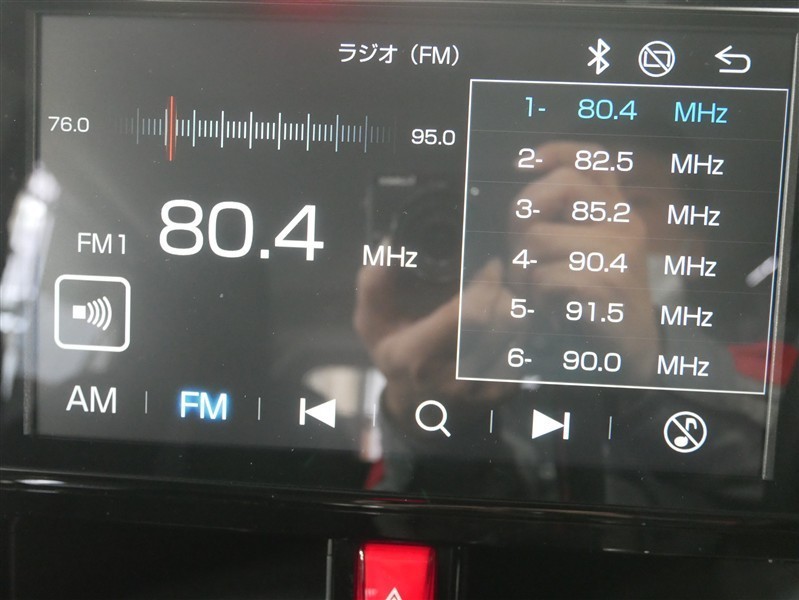 ラジオ（FM）
76.0
95.0
FM1 80.4 MHz
1- 80.4 MHz
2- 82.5 MHz
3- 85.2 MHz
4- 90.4 MHz
5- 91.5 MHz
6- 90.0 MHz
AM FM